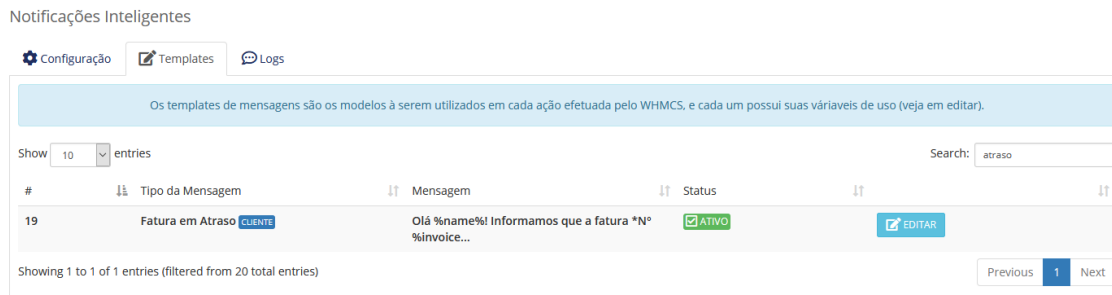 Notificações Inteligentes
Configuração Templates Logs
Os templates de mensagens são os modelos à serem utilizados em cada ação efetuada pelo WHMCS, e cada um possui suas váriaveis de uso (veja em editar).
Show 10 entries Search: atraso
# Tipo da Mensagem Mensagem Status
19 Fatura em Atraso CLIENTE Olá %name%! Informamos que a fatura *Nº ATIVO EDITAR
%invoice...
Showing 1 to 1 of 1 entries (filtered from 20 total entries) Previous 1 Next